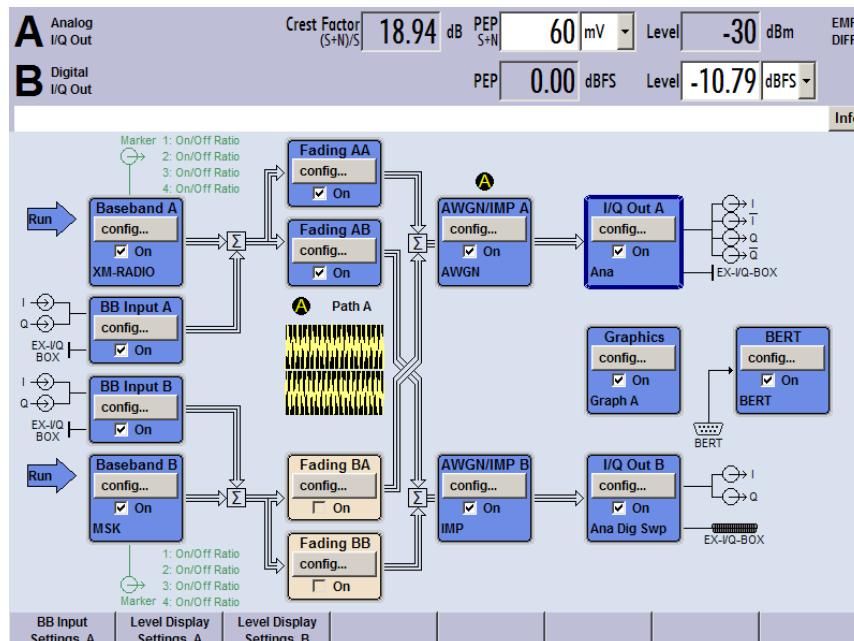 A Analog I/Q Out Crest Factor (S+N)/S 18.94 dB PEP S+N 60 mV Level -30 dBm EMF DIFF
B Digital I/Q Out PEP 0.00 dBFS Level -10.79 dBFS
Info
Marker 1: On/Off Ratio
2: On/Off Ratio
3: On/Off Ratio
4: On/Off Ratio
Run
Baseband A
config...
On
XM-RADIO
Σ
Fading AA
config...
On
Fading AB
config...
On
A
AWGN/IMP A
config...
On
AWGN
Σ
I/Q Out A
config...
On
Ana
I
I
Q
Q
EX-I/Q-BOX
I
Q
EX-I/Q
BOX
BB Input A
config...
On
A Path A
Graphics
config...
On
Graph A
BERT
config...
On
BERT
BERT
I
Q
EX-I/Q
BOX
BB Input B
config...
On
Run
Baseband B
config...
On
MSK
Σ
Fading BA
config...
On
Fading BB
config...
On
Σ
AWGN/IMP B
config...
On
IMP
I/Q Out B
config...
On
Ana Dig Swp
I
Q
EX-I/Q-BOX
1: On/Off Ratio
2: On/Off Ratio
3: On/Off Ratio
Marker 4: On/Off Ratio
BB Input Settings A
Level Display Settings A
Level Display Settings B